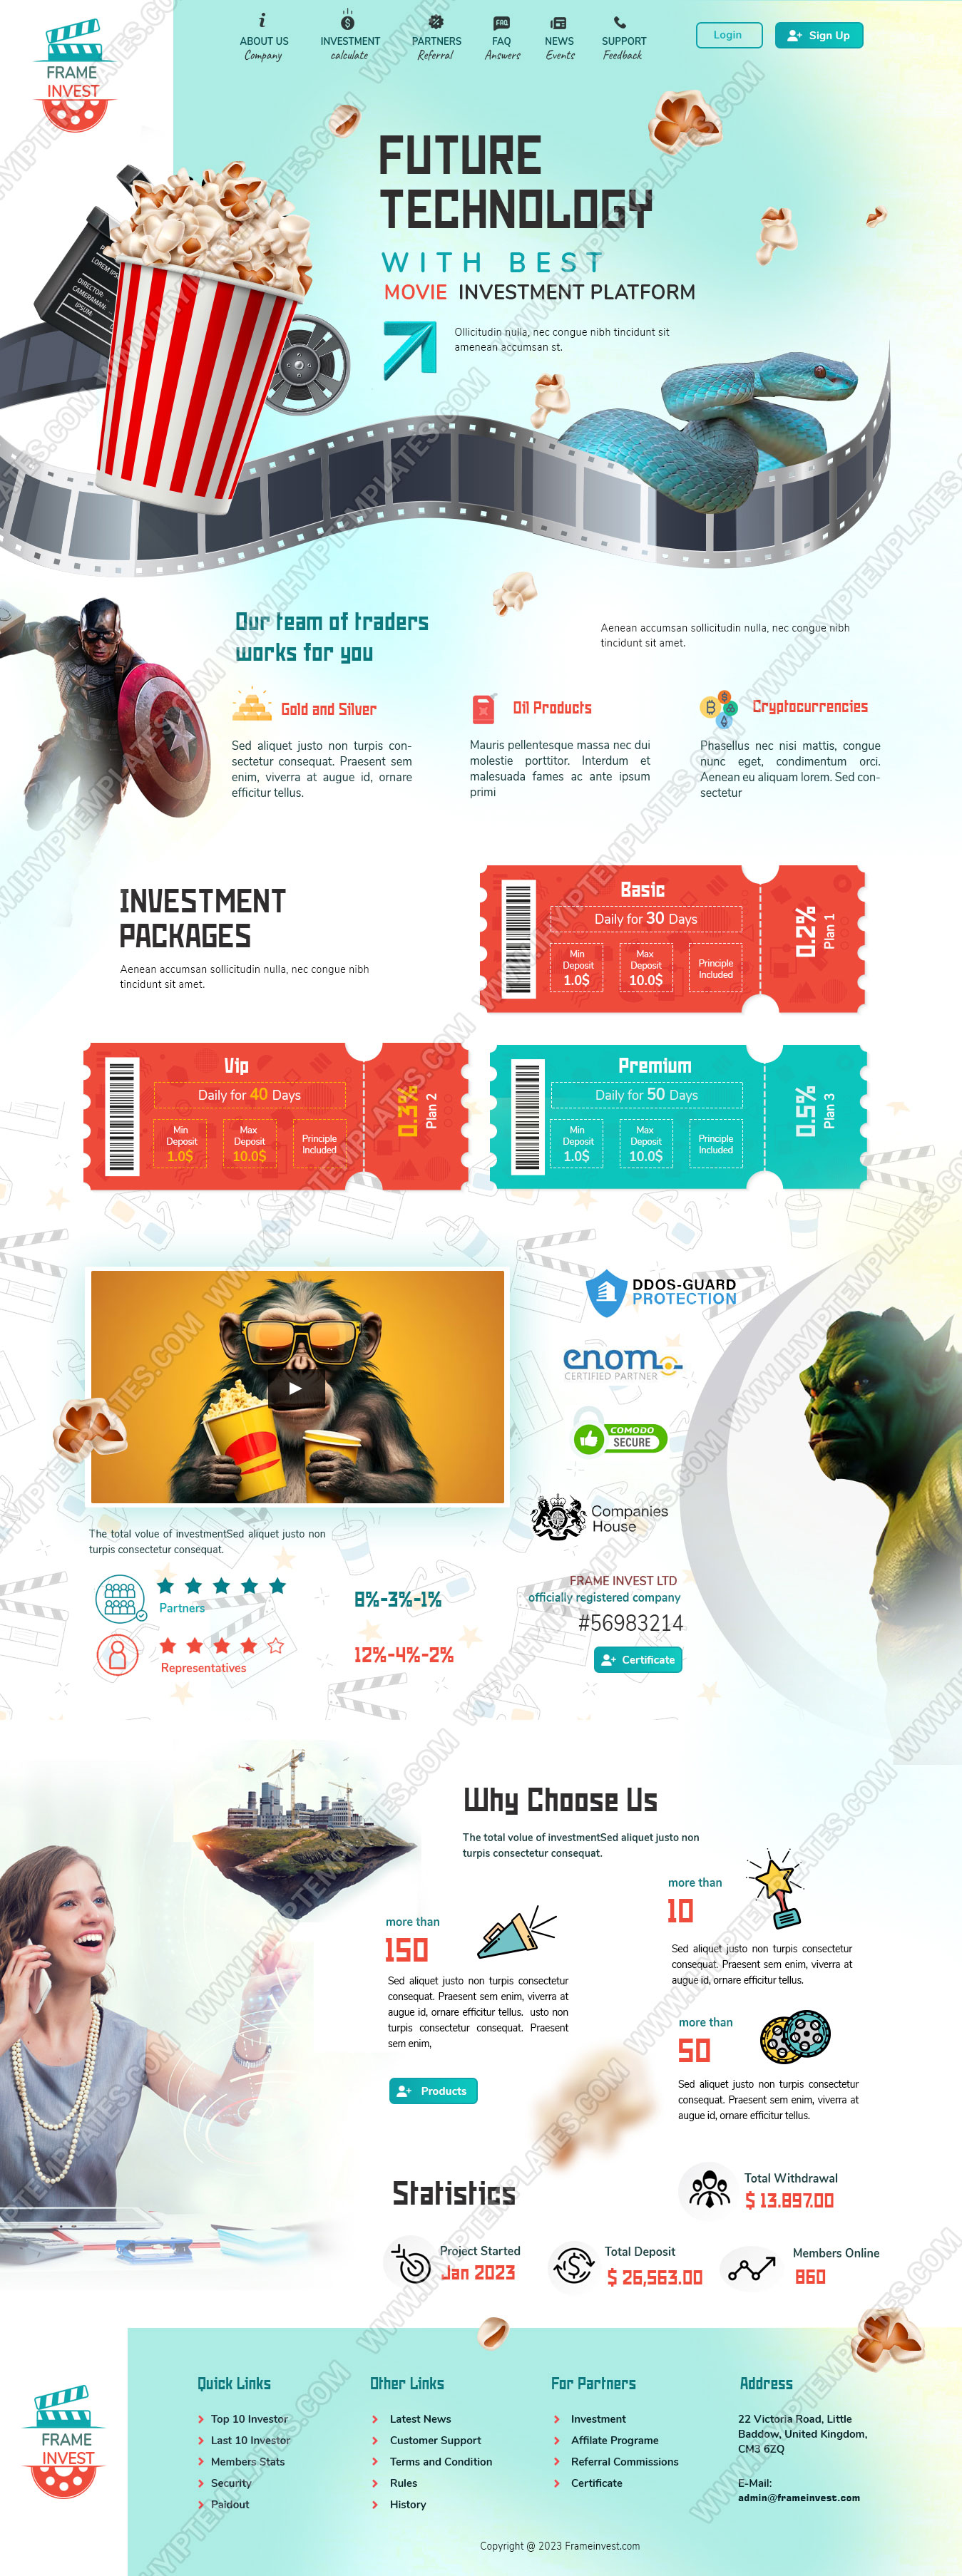 FRAME
INVEST
ABOUT US
Company
INVESTMENT
calculate
PARTNERS
Referral
FAQ
FAQ
Answers
NEWS
Events
SUPPORT
Feedback
Login
Sign Up
FUTURE
TECHNOLOGY
WITH BEST
MOVIE INVESTMENT PLATFORM
Ollicitudin nulla, nec congue nibh tincidunt sit
amenean accumsan st.
LOREM IPS
DIRECTOR:
CAMERAMAN:
IPSUM:
Our team of traders
works for you
Aenean accumsan sollicitudin nulla, nec congue nibh
tincidunt sit amet.
Gold and Silver
Sed aliquet justo non turpis con-
sectetur consequat. Praesent sem
enim, viverra at augue id, ornare
efficitur tellus.
Oil Products
Mauris pellentesque massa nec dui
molestie porttitor. Interdum et
malesuada fames ac ante ipsum
primi
Cryptocurrencies
Phasellus nec nisi mattis, congue
nunc eget, condimentum orci.
Aenean eu aliquam lorem. Sed con-
sectetur
INVESTMENT
PACKAGES
Aenean accumsan sollicitudin nulla, nec congue nibh
tincidunt sit amet.
Basic
Daily for 30 Days
Min
Deposit
1.0$
Max
Deposit
10.0$
Principle
Included
0.2%
Plan 1
Vip
Daily for 40 Days
Min
Deposit
1.0$
Max
Deposit
10.0$
Principle
Included
0.3%
Plan 2
Premium
Daily for 50 Days
Min
Deposit
1.0$
Max
Deposit
10.0$
Principle
Included
0.5%
Plan 3
DDOS-GUARD
PROTECTION
enom
CERTIFIED PARTNER
COMODO
SECURE
Companies
House
The total volue of investmentSed aliquet justo non
turpis consectetur consequat.
Partners
8%-3%-1%
Representatives
12%-4%-2%
FRAME INVEST LTD
officially registered company
#56983214
Certificate
Why Choose Us
The total value of investmentSed aliquet justo non
turpis consectetur consequat.
more than
150
Sed aliquet justo non turpis consectetur
consequat. Praesent sem enim, viverra at
augue id, ornare efficitur tellus. usto non
turpis consectetur consequat. Praesent
sem enim,
Products
more than
10
Sed aliquet justo non turpis consectetur
consequat. Praesent sem enim, viverra at
augue id, ornare efficitur tellus.
more than
50
Sed aliquet justo non turpis consectetur
consequat. Praesent sem enim, viverra at
augue id, ornare efficitur tellus.
Statistics
Total Withdrawal
$ 13.897.00
Project Started
Jan 2023
Total Deposit
$ 26,563.00
Members Online
860
FRAME
INVEST
Quick Links
Top 10 Investor
Last 10 Investor
Members Stats
Security
Paidout
Other Links
Latest News
Customer Support
Terms and Condition
Rules
History
For Partners
Investment
Affilate Programe
Referral Commissions
Certificate
Address
22 Victoria Road, Little
Baddow, United Kingdom,
CM3 6ZQ
E-Mail:
admin@frameinvest.com
Copyright @ 2023 Frameinvest.com
WWW.IHYIPTEMPLATES.COM